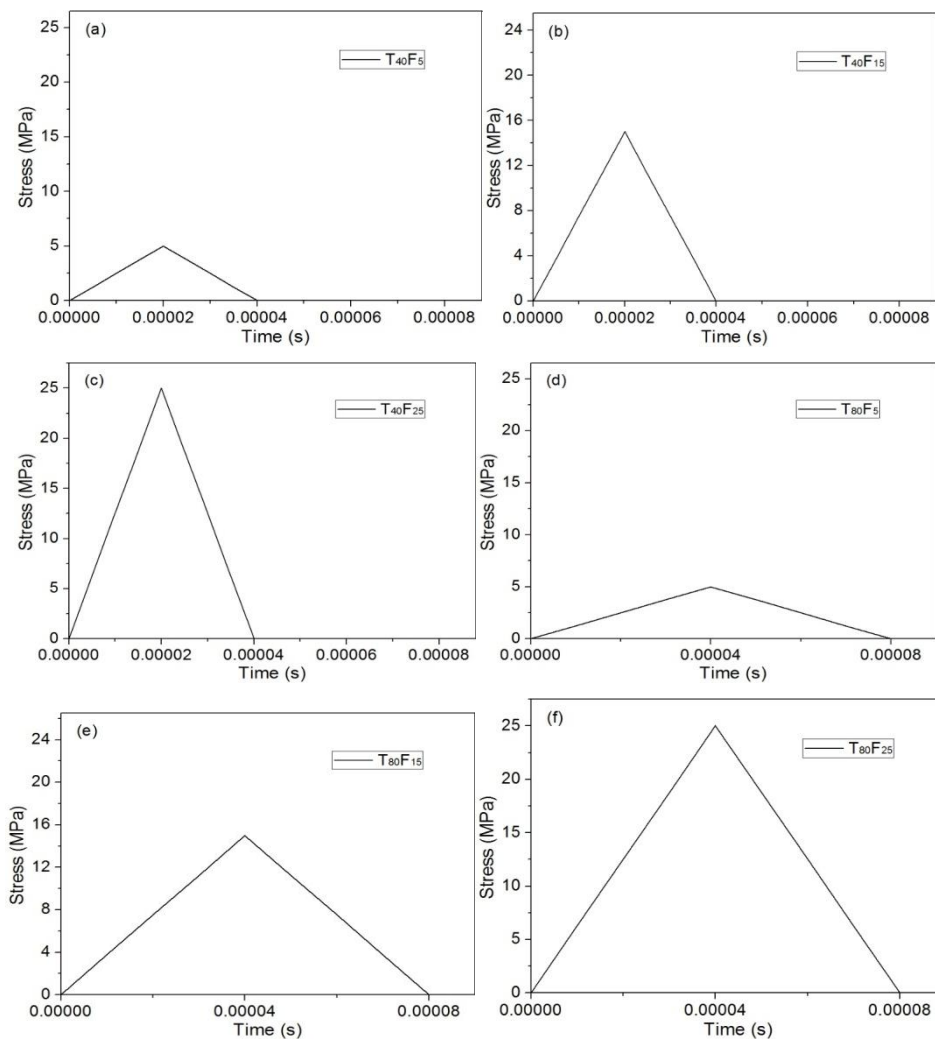 (a)
T40F5
Stress (MPa)
25
20
15
10
5
0
0.00000 0.00002 0.00004 0.00006 0.00008
Time (s)
(b)
T40F15
Stress (MPa)
24
20
16
12
8
4
0
0.00000 0.00002 0.00004 0.00006 0.00008
Time (s)
(c)
T40F25
Stress (MPa)
25
20
15
10
5
0
0.00000 0.00002 0.00004 0.00006 0.00008
Time (s)
(d)
T80F5
Stress (MPa)
25
20
15
10
5
0
0.00000 0.00004 0.00008
Time (s)
(e)
T80F15
Stress (MPa)
24
20
16
12
8
4
0
0.00000 0.00004 0.00008
Time (s)
(f)
T80F25
Stress (MPa)
25
20
15
10
5
0
0.00000 0.00004 0.00008
Time (s)